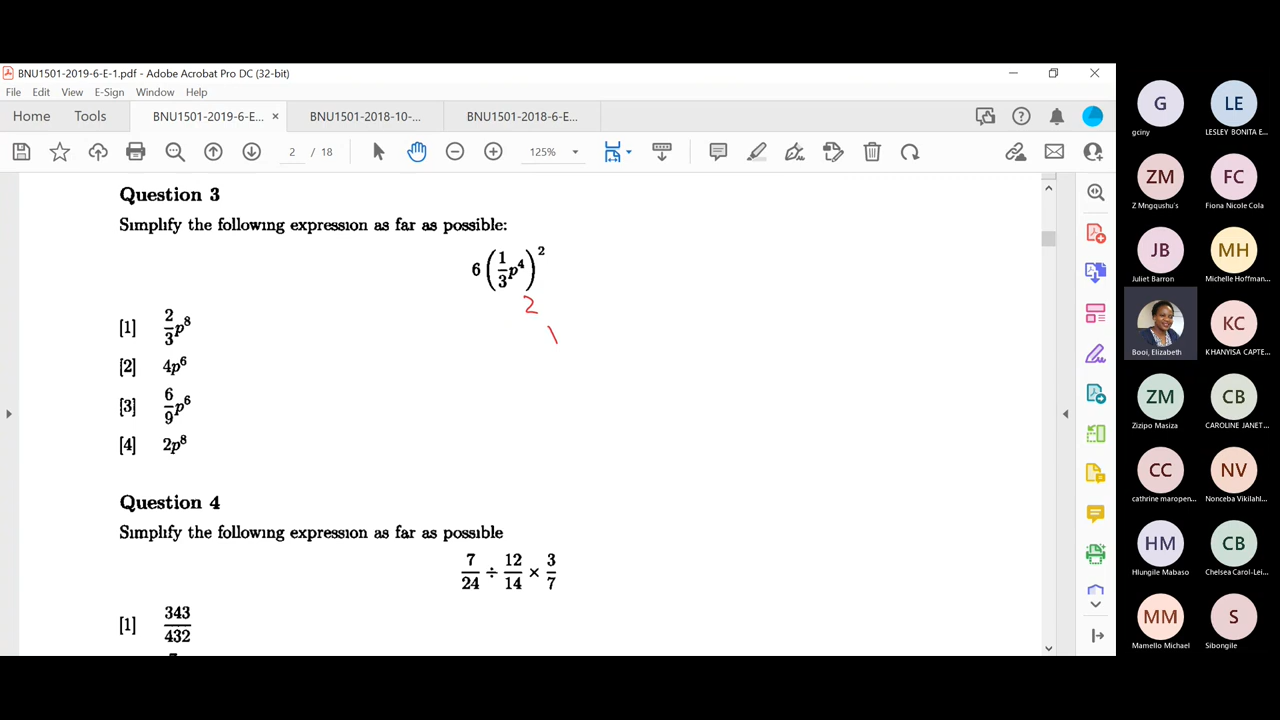 BNU1501-2019-6-E-1.pdf - Adobe Acrobat Pro DC (32-bit)
File Edit View E-Sign Window Help
Home Tools BNU1501-2019-6-E... × BNU1501-2018-10-... BNU1501-2018-6-E...
2 / 18 125%
Question 3
Simplify the following expression as far as possible:
6 (1/3 p^4)^2
2
\
[1] 2/3 p^8
[2] 4p^6
[3] 6/9 p^6
[4] 2p^8
Question 4
Simplify the following expression as far as possible
7/24 ÷ 12/14 × 3/7
[1] 343/432
G LE
gciny LESLEY BONITA E...
ZM FC
Z Mngqushu's Fiona Nicole Cola
JB MH
Juliet Barron Michelle Hoffman...
KC
Booi, Elizabeth KHANYISA CAPTE...
ZM CB
Zizipo Masiza CAROLINE JANET...
CC NV
cathrine maropen... Nonceba Vikilahl...
HM CB
Hlungile Mabaso Chelsea Carol-Lei...
MM S
Mamello Michael Sibongile